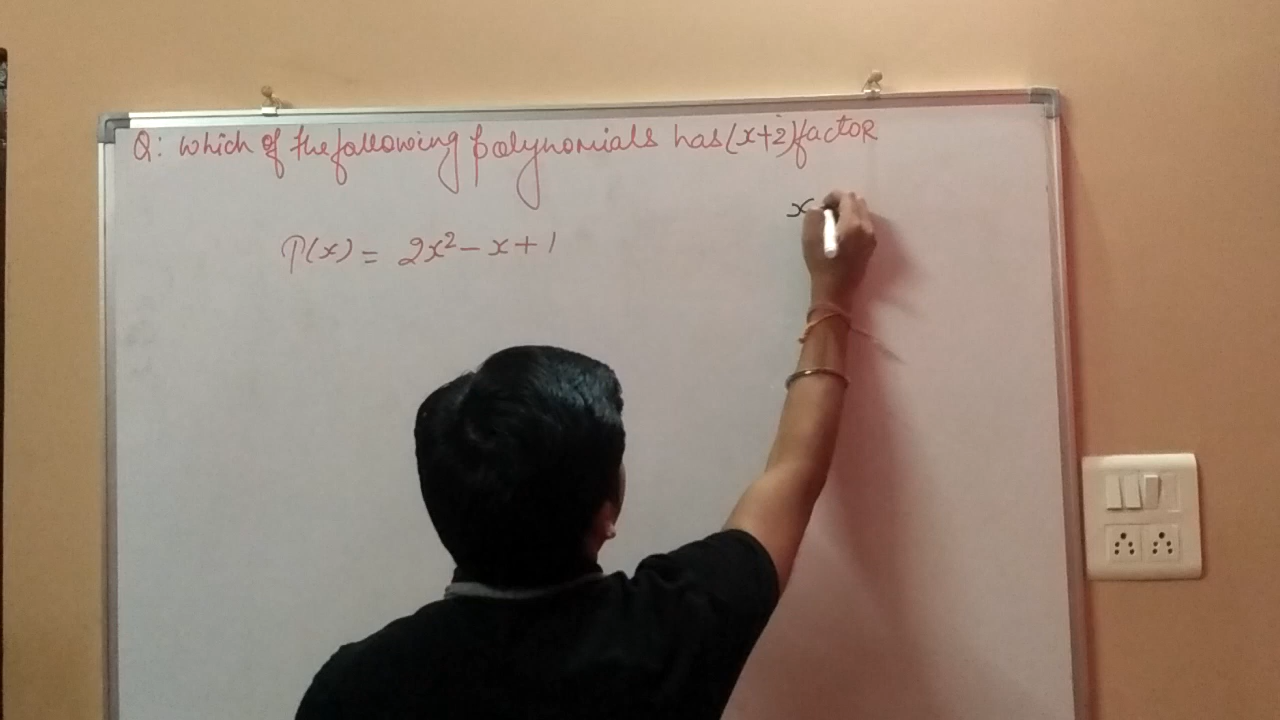 Q: which of the following polynomials has (x+2) factor
x
P(x) = 2x² - x + 1